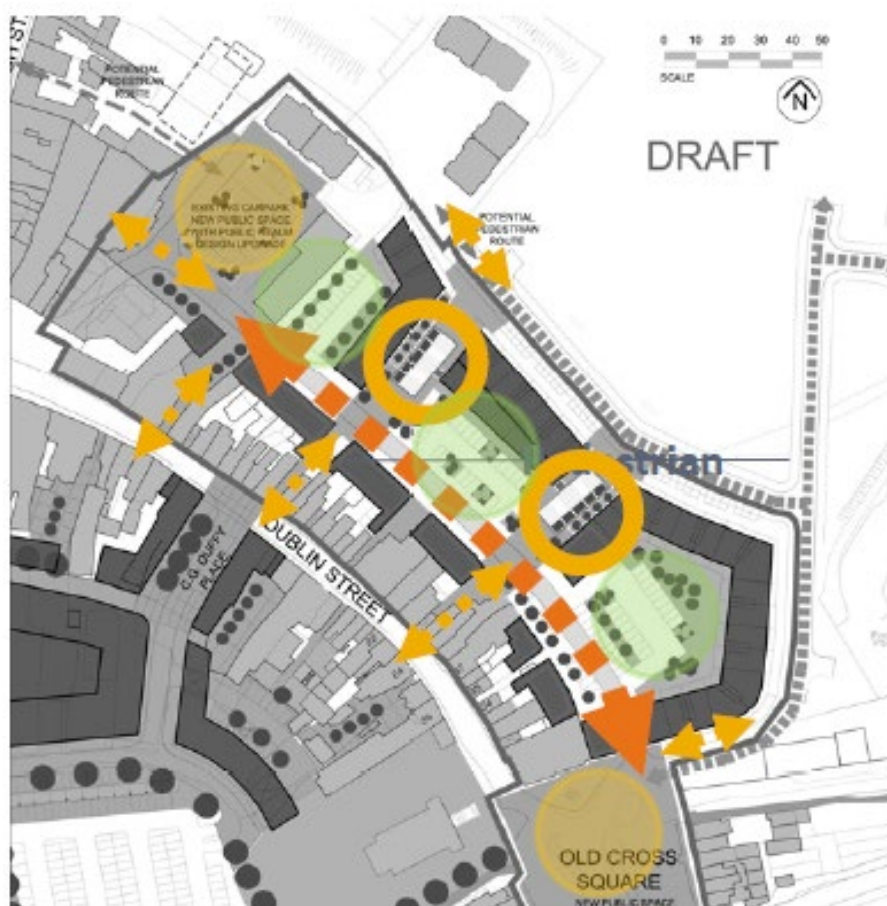 0 10 20 30 40 50
SCALE
N
DRAFT
POTENTIAL
PEDESTRIAN
ROUTE
EXISTING CARPARK
NEW PUBLIC SPACE
WITH PUBLIC REALM
DESIGN UPGRADE
POTENTIAL
PEDESTRIAN
ROUTE
strian
DUBLIN STREET
C.G. DUFFY
PLACE
OLD CROSS
SQUARE
NEW PUBLIC SPACE